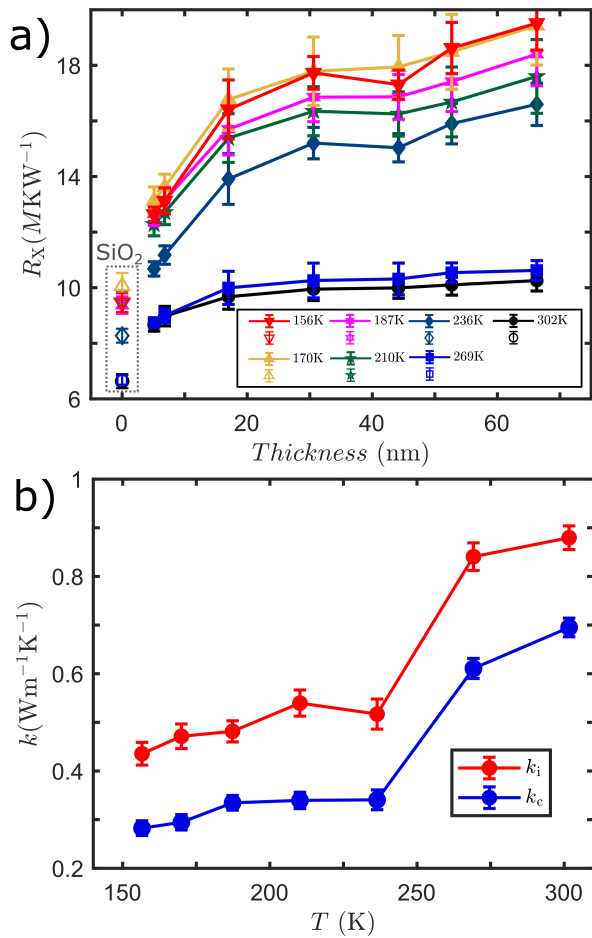 a)
18
14
10
6
R_X(MKW⁻¹)
SiO₂
156K 187K 236K 302K
170K 210K 269K
0 20 40 60
Thickness (nm)
b)
1
0.8
0.6
0.4
0.2
k(Wm⁻¹K⁻¹)
k_i
k_c
150 200 250 300
T (K)